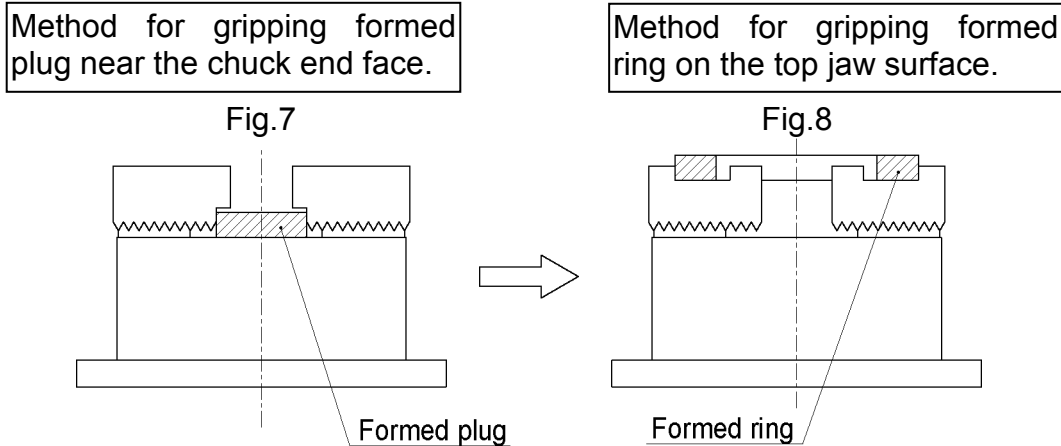 Method for gripping formed
plug near the chuck end face.
Fig.7
Formed plug
Method for gripping formed
ring on the top jaw surface.
Fig.8
Formed ring